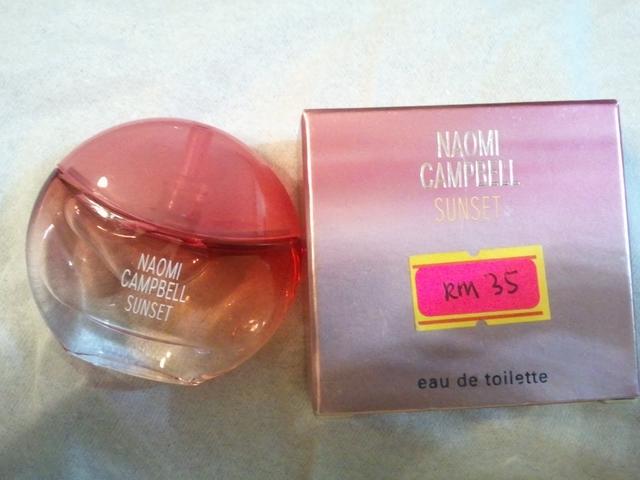 NAOMI
CAMPBELL
SUNSET
NAOMI
CAMPBELL
SUNSET
RM 35
eau de toilette